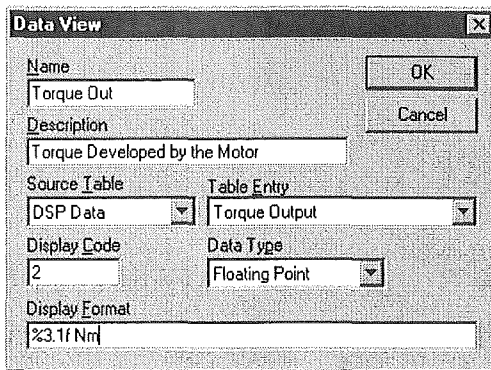 Data View
Name
OK
Torque Out
Cancel
Description
Torque Developed by the Motor
Source Table
Table Entry
DSP Data
Torque Output
Display Code
Data Type
2
Floating Point
Display Format
%3.1f Nm